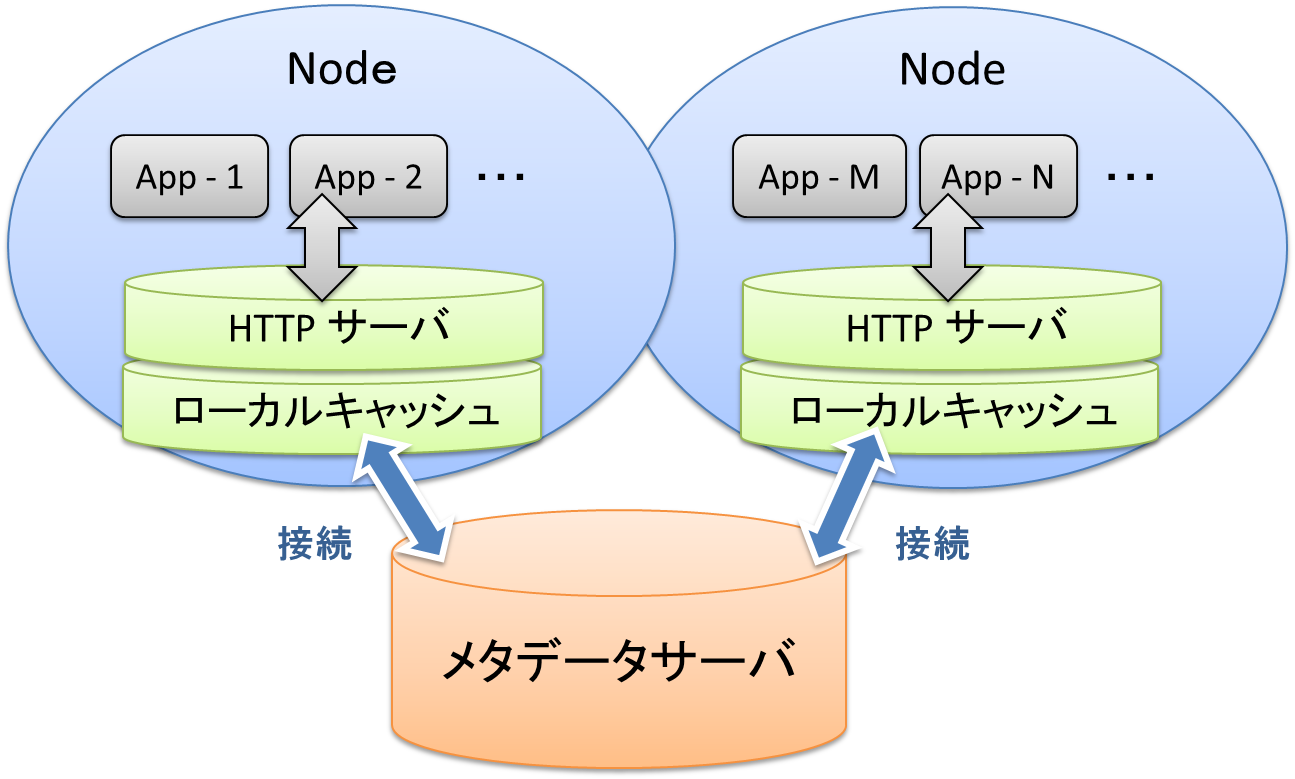 Node
App - 1
App - 2
･･･
HTTP サーバ
ローカルキャッシュ
接続
Node
App - M
App - N
･･･
HTTP サーバ
ローカルキャッシュ
接続
メタデータサーバ